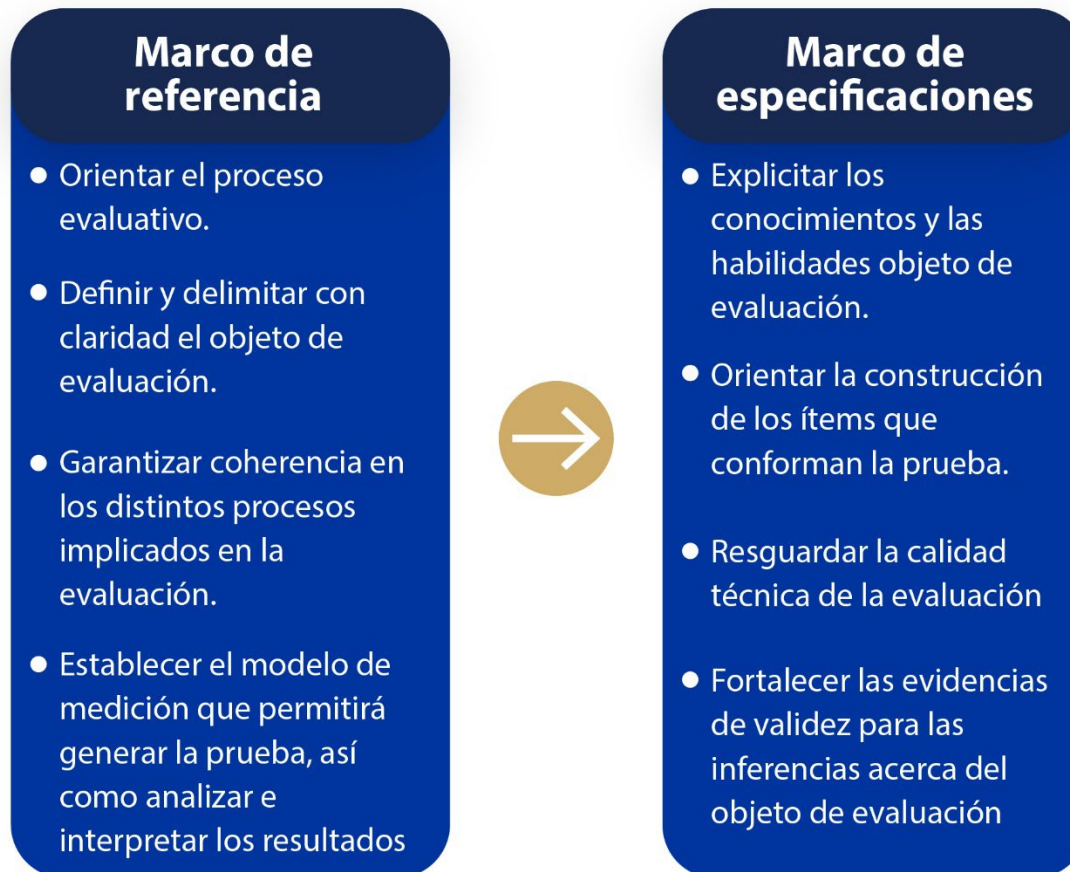 Marco de
referencia
• Orientar el proceso
evaluativo.
• Definir y delimitar con
claridad el objeto de
evaluación.
• Garantizar coherencia en
los distintos procesos
implicados en la
evaluación.
• Establecer el modelo de
medición que permitirá
generar la prueba, así
como analizar e
interpretar los resultados
Marco de
especificaciones
• Explicitar los
conocimientos y las
habilidades objeto de
evaluación.
• Orientar la construcción
de los ítems que
conforman la prueba.
• Resguardar la calidad
técnica de la evaluación
• Fortalecer las evidencias
de validez para las
inferencias acerca del
objeto de evaluación